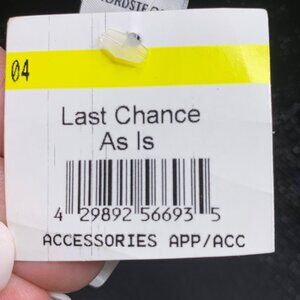 04
Last Chance
As Is
4 29892 56693 5
ACCESSORIES APP/ACC